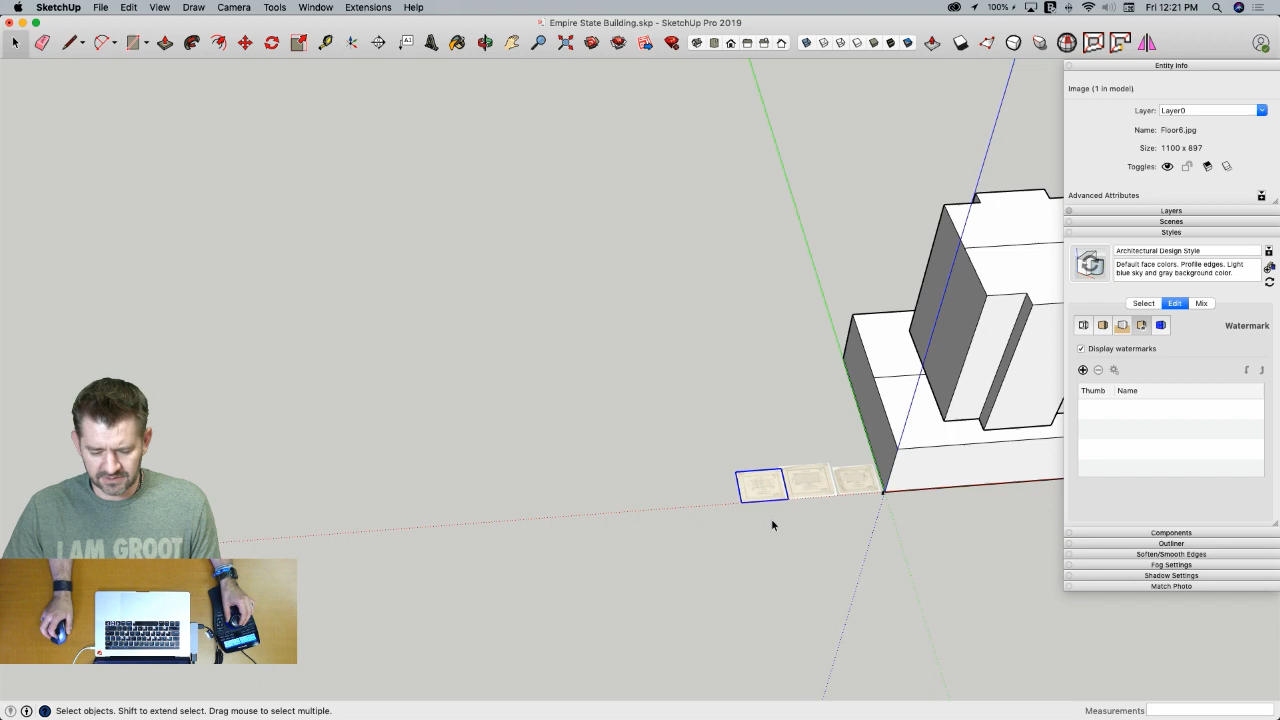 SketchUp File Edit View Draw Camera Tools Window Extensions Help 100% Fri 12:21 PM
Empire State Building.skp - SketchUp Pro 2019
Entity Info
Image (1 in model)
Layer: Layer0
Name: Floor6.jpg
Size: 1100 x 897
Toggles:
Advanced Attributes
Layers
Scenes
Styles
Architectural Design Style
Default face colors. Profile edges. Light
blue sky and gray background color.
Select Edit Mix
Watermark
Display watermarks
Thumb Name
Components
Outliner
Soften/Smooth Edges
Fog Settings
Shadow Settings
Match Photo
I AM GROOT
Select objects. Shift to extend select. Drag mouse to select multiple.
Measurements